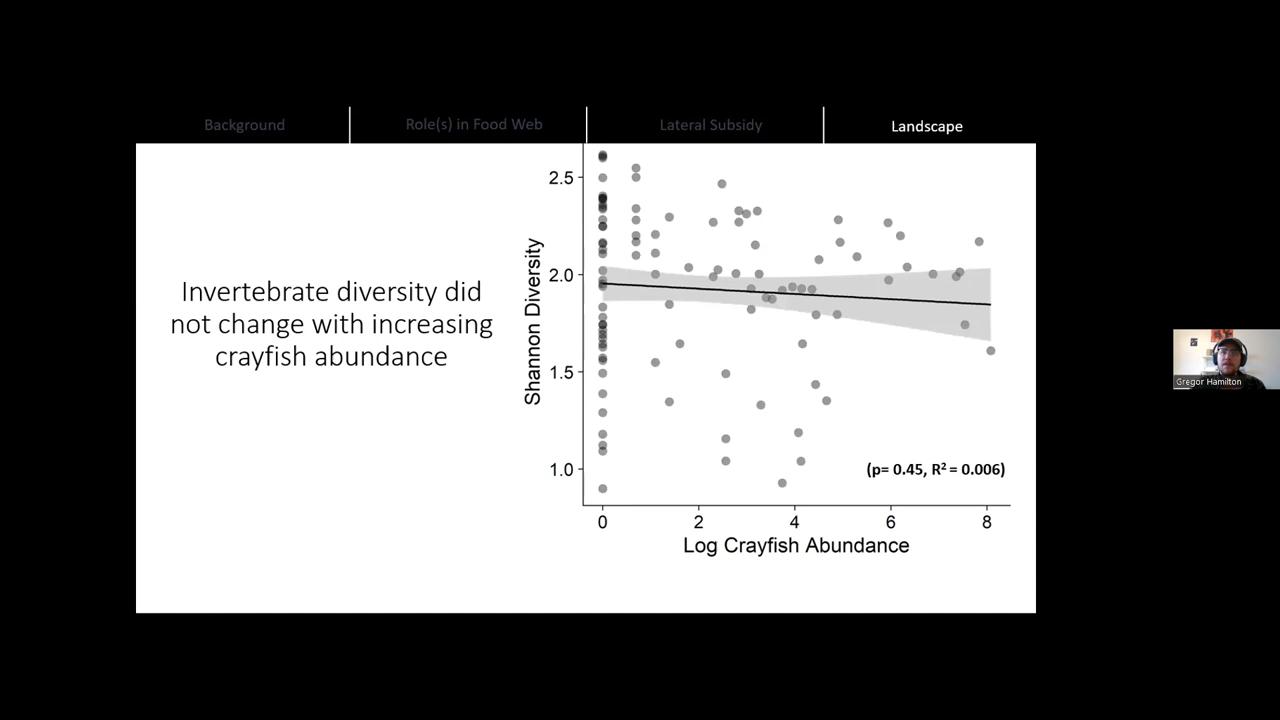 Background
Role(s) in Food Web
Lateral Subsidy
Landscape
Invertebrate diversity did
not change with increasing
crayfish abundance
Shannon Diversity
2.5
2.0
1.5
1.0
(p= 0.45, R² = 0.006)
0 2 4 6 8
Log Crayfish Abundance
Gregor Hamilton